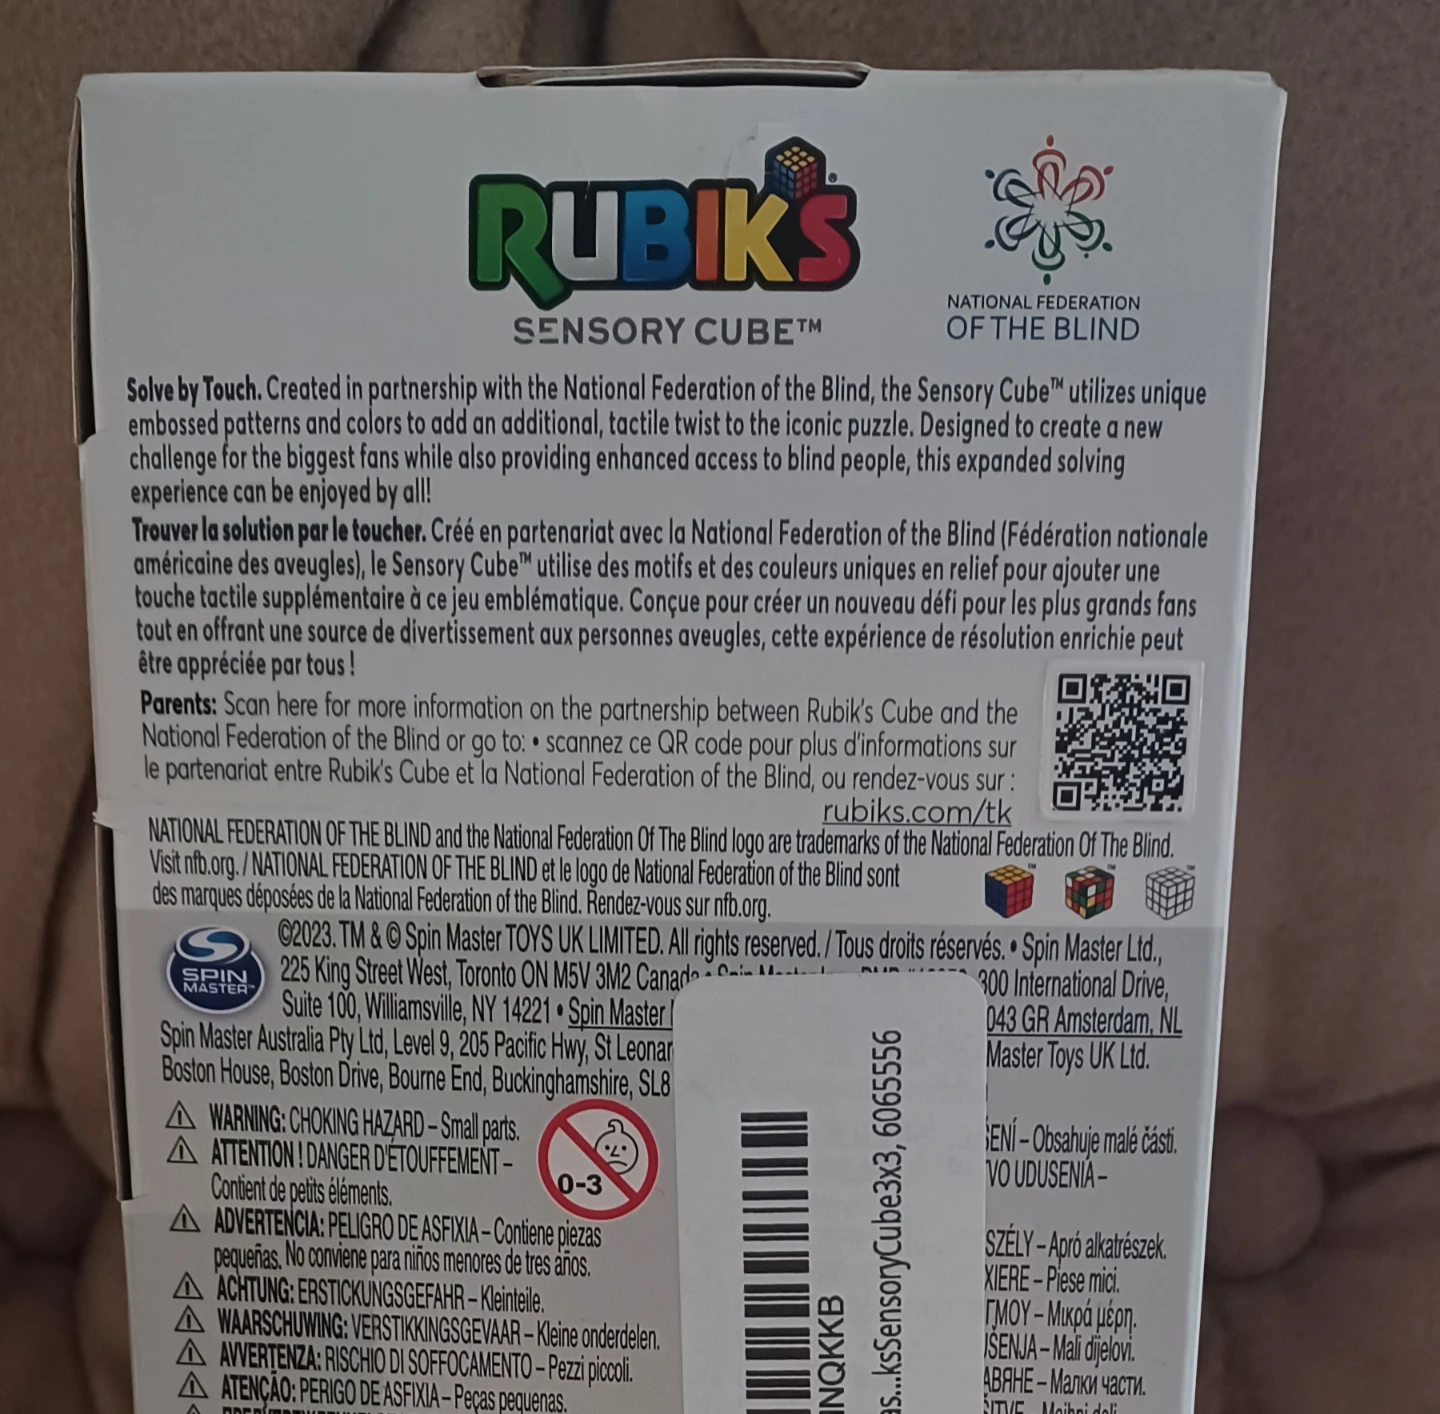 RUBIK'S®
SENSORY CUBE™
NATIONAL FEDERATION
OF THE BLIND
Solve by Touch. Created in partnership with the National Federation of the Blind, the Sensory Cube™ utilizes unique
embossed patterns and colors to add an additional, tactile twist to the iconic puzzle. Designed to create a new
challenge for the biggest fans while also providing enhanced access to blind people, this expanded solving
experience can be enjoyed by all!
Trouver la solution par le toucher. Créé en partenariat avec la National Federation of the Blind (Fédération nationale
américaine des aveugles), le Sensory Cube™ utilise des motifs et des couleurs uniques en relief pour ajouter une
touche tactile supplémentaire à ce jeu emblématique. Conçue pour créer un nouveau défi pour les plus grands fans
tout en offrant une source de divertissement aux personnes aveugles, cette expérience de résolution enrichie peut
être appréciée par tous !
Parents: Scan here for more information on the partnership between Rubik's Cube and the
National Federation of the Blind or go to: • scannez ce QR code pour plus d'informations sur
le partenariat entre Rubik's Cube et la National Federation of the Blind, ou rendez-vous sur :
rubiks.com/tk
NATIONAL FEDERATION OF THE BLIND and the National Federation Of The Blind logo are trademarks of the National Federation Of The Blind.
Visit nfb.org. / NATIONAL FEDERATION OF THE BLIND et le logo de National Federation of the Blind sont
des marques déposées de la National Federation of the Blind. Rendez-vous sur nfb.org.
SPIN
MASTER™
©2023. TM & © Spin Master TOYS UK LIMITED. All rights reserved. / Tous droits réservés. • Spin Master Ltd.,
225 King Street West, Toronto ON M5V 3M2 Canada • Spin 300 International Drive,
Suite 100, Williamsville, NY 14221 • Spin Master 043 GR Amsterdam, NL
Spin Master Australia Pty Ltd, Level 9, 205 Pacific Hwy, St Leonar Master Toys UK Ltd.
Boston House, Boston Drive, Bourne End, Buckinghamshire, SL8
WARNING: CHOKING HAZARD – Small parts.
ATTENTION ! DANGER D'ÉTOUFFEMENT –
Contient de petits éléments.
ADVERTENCIA: PELIGRO DE ASFIXIA – Contiene piezas
pequeñas. No conviene para niños menores de tres años.
ACHTUNG: ERSTICKUNGSGEFAHR – Kleinteile.
WAARSCHUWING: VERSTIKKINGSGEVAAR – Kleine onderdelen.
AVVERTENZA: RISCHIO DI SOFFOCAMENTO – Pezzi piccoli.
ATENÇÃO: PERIGO DE ASFIXIA – Peças pequenas.
0-3
NQKKB
as...ksSensoryCube3x3, 6065556
ENÍ – Obsahuje malé části.
VO UDUSENIA –
SZÉLY – Apró alkatrészek.
XIERE – Piese mici.
ΓΜΟΥ – Μικρά μέρη.
ŠENJA – Mali dijelovi.
АВЯНЕ – Малки части.